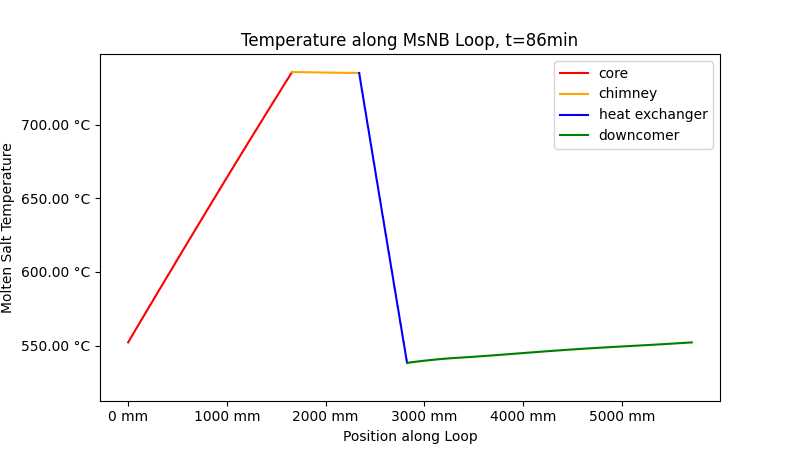 Temperature along MsNB Loop, t=86min
core
chimney
heat exchanger
downcomer
700.00 °C
650.00 °C
600.00 °C
550.00 °C
Molten Salt Temperature
0 mm
1000 mm
2000 mm
3000 mm
4000 mm
5000 mm
Position along Loop